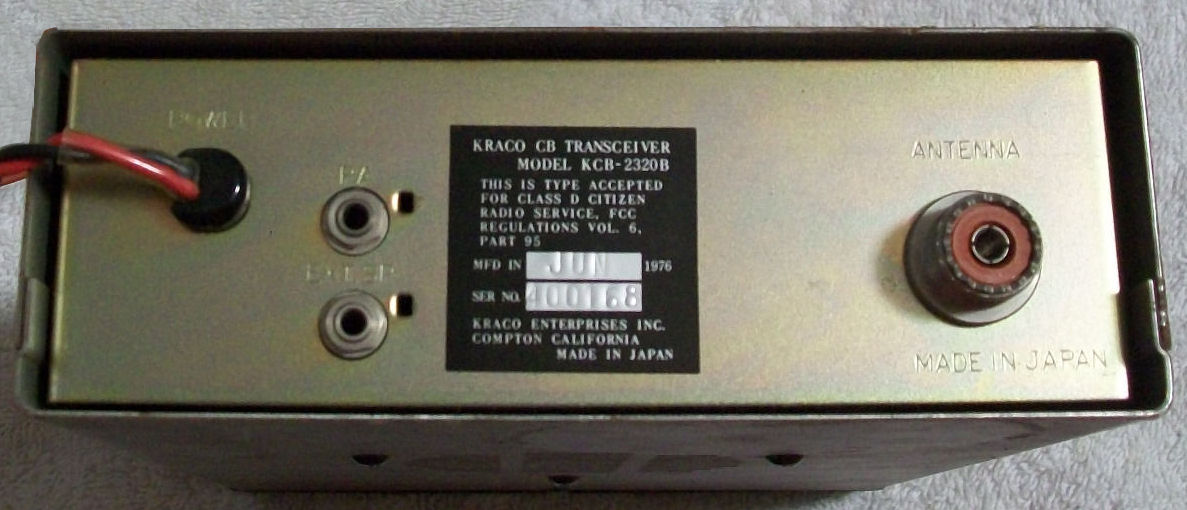 POWER
PA
EXT. SP
KRACO CB TRANSCEIVER
MODEL KCB-2320B
THIS IS TYPE ACCEPTED
FOR CLASS D CITIZEN
RADIO SERVICE, FCC
REGULATIONS VOL. 6,
PART 95
MFD IN JUN 1976
SER NO. 400168
KRACO ENTERPRISES INC.
COMPTON CALIFORNIA
MADE IN JAPAN
ANTENNA
MADE IN JAPAN